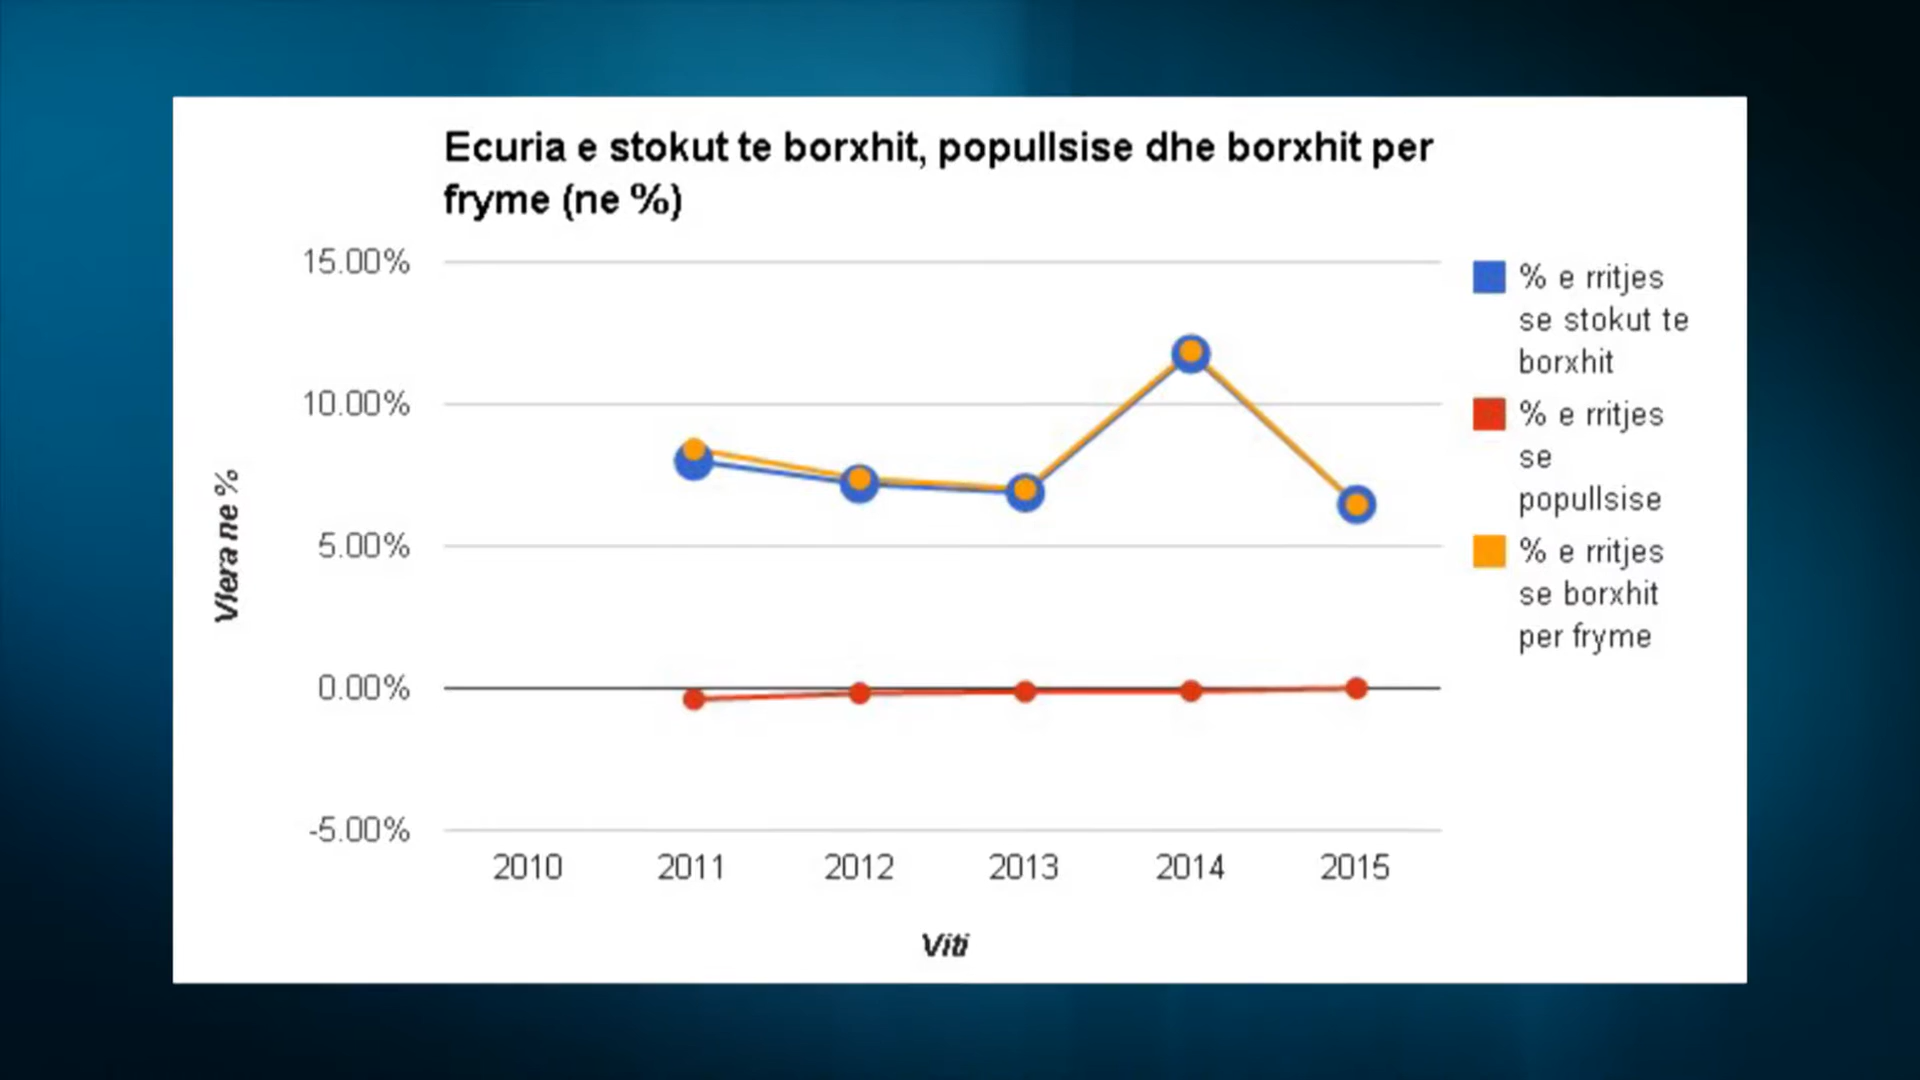 Ecuria e stokut te borxhit, popullsise dhe borxhit per
fryme (ne %)
15.00%
10.00%
5.00%
0.00%
-5.00%
Vlera ne %
2010 2011 2012 2013 2014 2015
Viti
% e rritjes
se stokut te
borxhit
% e rritjes
se
popullsise
% e rritjes
se borxhit
per fryme